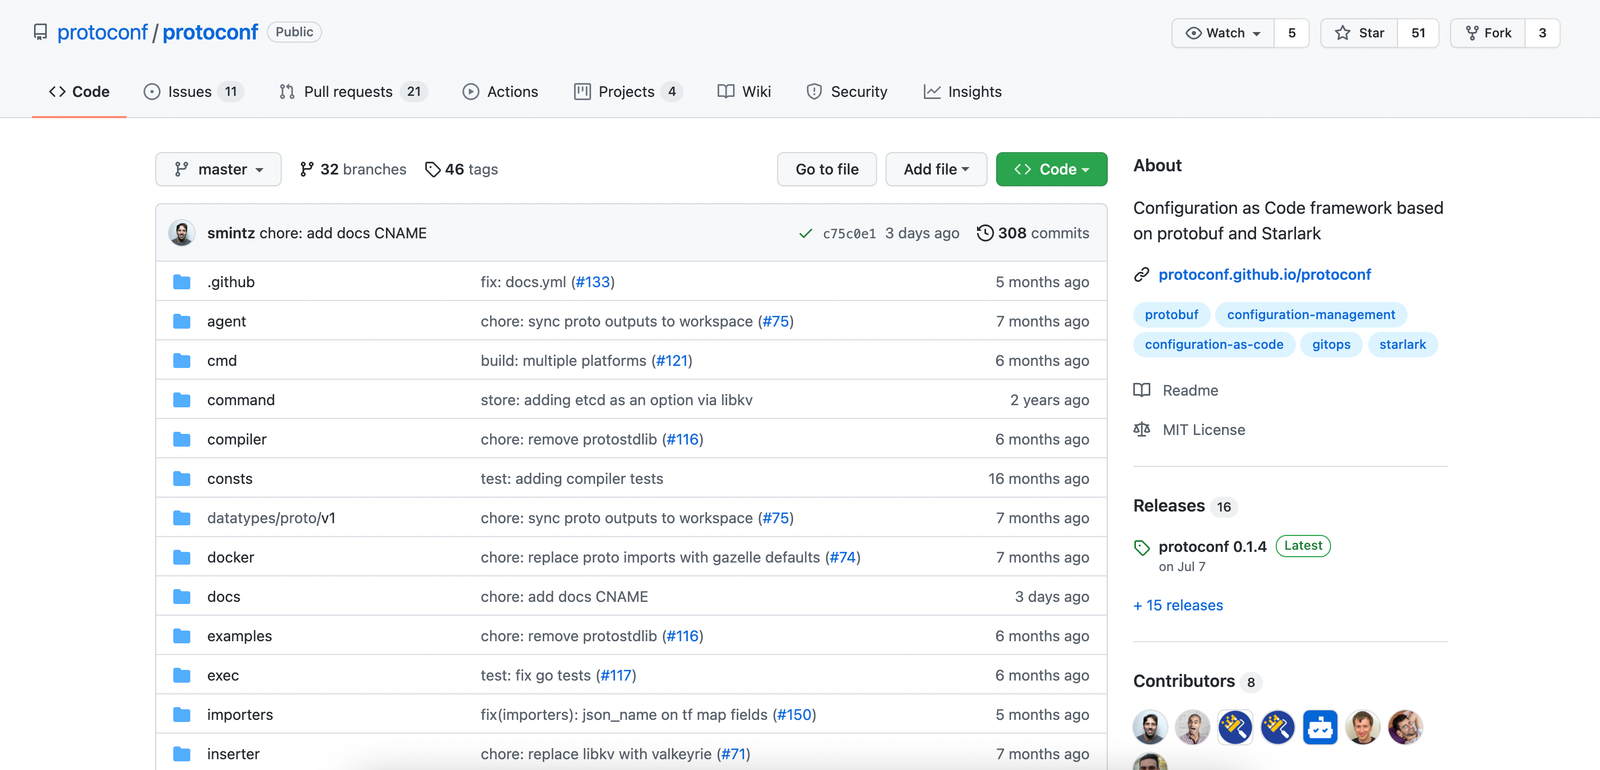 protoconf / protoconf Public Watch 5 Star 51 Fork 3
Code Issues 11 Pull requests 21 Actions Projects 4 Wiki Security Insights
master 32 branches 46 tags Go to file Add file Code
smintz chore: add docs CNAME c75c0e1 3 days ago 308 commits
.github fix: docs.yml (#133) 5 months ago
agent chore: sync proto outputs to workspace (#75) 7 months ago
cmd build: multiple platforms (#121) 6 months ago
command store: adding etcd as an option via libkv 2 years ago
compiler chore: remove protostdlib (#116) 6 months ago
consts test: adding compiler tests 16 months ago
datatypes/proto/v1 chore: sync proto outputs to workspace (#75) 7 months ago
docker chore: replace proto imports with gazelle defaults (#74) 7 months ago
docs chore: add docs CNAME 3 days ago
examples chore: remove protostdlib (#116) 6 months ago
exec test: fix go tests (#117) 6 months ago
importers fix(importers): json_name on tf map fields (#150) 5 months ago
inserter chore: replace libkv with valkeyrie (#71) 7 months ago
About
Configuration as Code framework based
on protobuf and Starlark
protoconf.github.io/protoconf
protobuf configuration-management
configuration-as-code gitops starlark
Readme
MIT License
Releases 16
protoconf 0.1.4 Latest
on Jul 7
+ 15 releases
Contributors 8